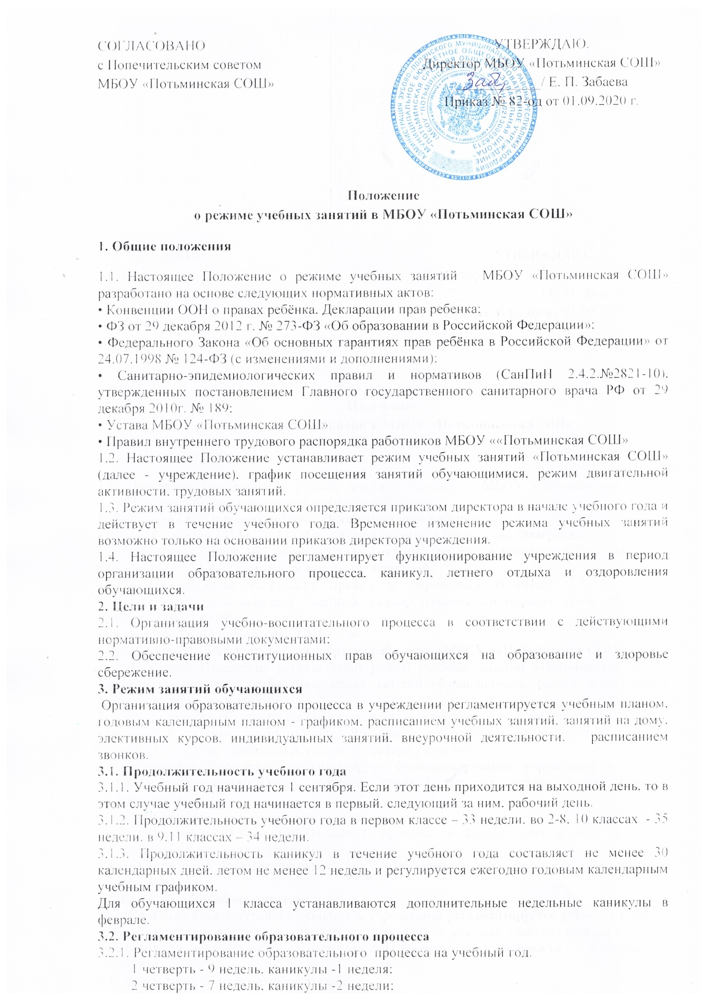 СОГЛАСОВАНО
с Попечительским советом
МБОУ «Потьминская СОШ»
УТВЕРЖДАЮ.
Директор МБОУ «Потьминская СОШ»
/ Е. П. Забаева
Приказ № 82-од от 01.09.2020 г.
Положение
о режиме учебных занятий в МБОУ «Потьминская СОШ»
1. Общие положения
1.1. Настоящее Положение о режиме учебных занятий МБОУ «Потьминская СОШ»
разработано на основе следующих нормативных актов:
• Конвенции ООН о правах ребёнка, Декларации прав ребенка;
• ФЗ от 29 декабря 2012 г. № 273-ФЗ «Об образовании в Российской Федерации»;
• Федерального Закона «Об основных гарантиях прав ребёнка в Российской Федерации» от
24.07.1998 № 124-ФЗ (с изменениями и дополнениями);
• Санитарно-эпидемиологических правил и нормативов (СанПиН 2.4.2.№2821-10),
утвержденных постановлением Главного государственного санитарного врача РФ от 29
декабря 2010г. № 189;
• Устава МБОУ «Потьминская СОШ»
• Правил внутреннего трудового распорядка работников МБОУ ««Потьминская СОШ»
1.2. Настоящее Положение устанавливает режим учебных занятий «Потьминская СОШ»
(далее - учреждение), график посещения занятий обучающимися, режим двигательной
активности, трудовых занятий.
1.3. Режим занятий обучающихся определяется приказом директора в начале учебного года и
действует в течение учебного года. Временное изменение режима учебных занятий
возможно только на основании приказов директора учреждения.
1.4. Настоящее Положение регламентирует функционирование учреждения в период
организации образовательного процесса, каникул, летнего отдыха и оздоровления
обучающихся.
2. Цели и задачи
2.1. Организация учебно-воспитательного процесса в соответствии с действующими
нормативно-правовыми документами;
2.2. Обеспечение конституционных прав обучающихся на образование и здоровье
сбережение.
3. Режим занятий обучающихся
Организация образовательного процесса в учреждении регламентируется учебным планом,
годовым календарным планом - графиком, расписанием учебных занятий, занятий на дому,
элективных курсов, индивидуальных занятий, внеурочной деятельности, расписанием
звонков.
3.1. Продолжительность учебного года
3.1.1. Учебный год начинается 1 сентября. Если этот день приходится на выходной день, то в
этом случае учебный год начинается в первый, следующий за ним, рабочий день.
3.1.2. Продолжительность учебного года в первом классе – 33 недели, во 2-8, 10 классах - 35
недели, в 9,11 классах – 34 недели.
3.1.3. Продолжительность каникул в течение учебного года составляет не менее 30
календарных дней, летом не менее 12 недель и регулируется ежегодно годовым календарным
учебным графиком.
Для обучающихся 1 класса устанавливаются дополнительные недельные каникулы в
феврале.
3.2. Регламентирование образовательного процесса
3.2.1. Регламентирование образовательного процесса на учебный год.
1 четверть - 9 недель, каникулы -1 неделя;
2 четверть - 7 недель, каникулы -2 недели;